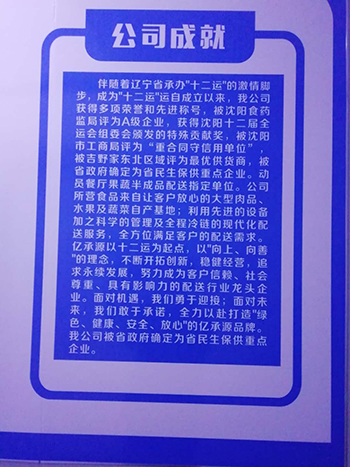 公司成就
伴随着辽宁省承办"十二运"的激情脚
步，成为"十二运"运自成立以来，我公司
获得多项荣誉和先进称号，被沈阳食药
监局评为A级企业，获得沈阳十二届全
运会组委会颁发的特殊贡献奖，被沈阳
市工商局评为“重合同守信用单位”，
被吉野家东北区域评为最优供货商，被
省政府确定为省民生保供重点企业。动
员餐厅果蔬半成品配送指定单位。公司
所营食品来自让客户放心的大型肉品、
水果及蔬菜自产基地；利用先进的设备
加之科学的管理及全程冷链的现代化配
送服务，全方位满足客户的配送需求。
亿承源以十二运为起点，以"向上、向善
"的理念，不断开拓创新，稳健经营，追
求永续发展，努力成为客户信赖、社会
尊重、具有影响力的配送行业龙头企
业。面对机遇，我们勇于迎接；面对未
来，我们敢于承诺，全力以赴打造"绿
色、健康、安全、放心"的亿承源品牌。
我公司被省政府确定为省民生保供重点
企业。